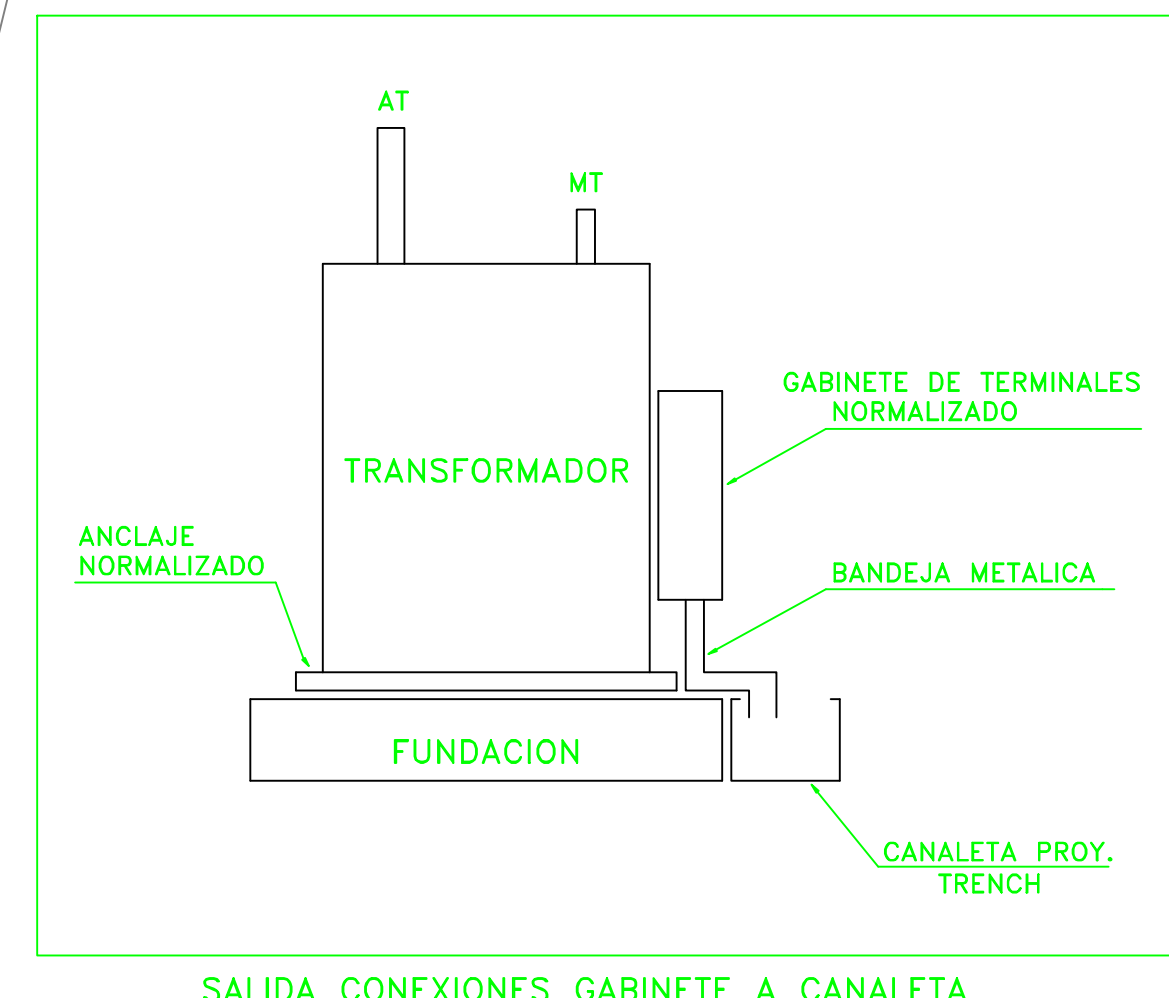 AT
MT
GABINETE DE TERMINALES
NORMALIZADO
TRANSFORMADOR
ANCLAJE
NORMALIZADO
BANDEJA METALICA
FUNDACION
CANALETA PROY.
TRENCH
SALIDA CONEXIONES GABINETE A CANALETA